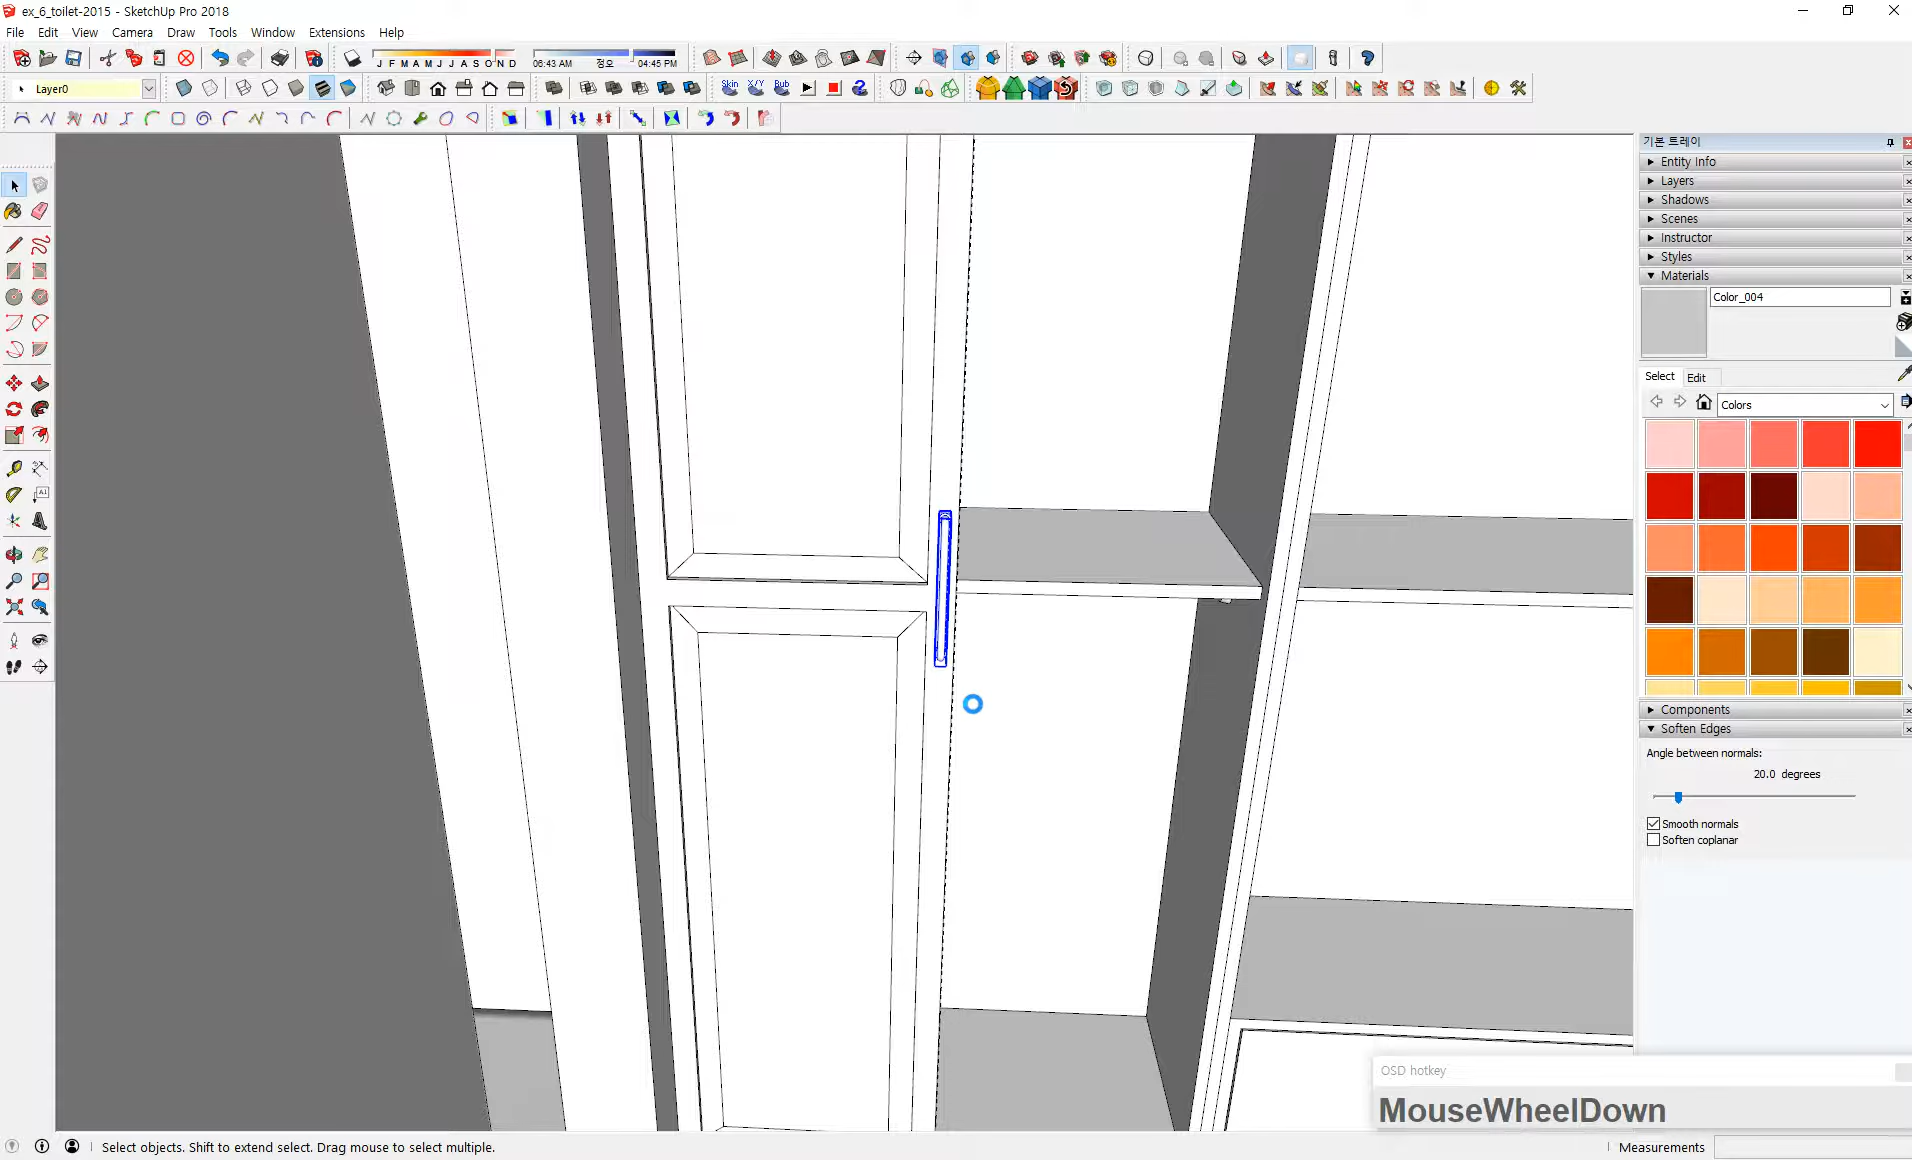 ex_6_toilet-2015 - SketchUp Pro 2018
File Edit View Camera Draw Tools Window Extensions Help
J F M A M J J A S O N D
06:43 AM 정오 04:45 PM
Layer0
Skin X/Y Bub
기본 트레이
Entity Info
Layers
Shadows
Scenes
Instructor
Styles
Materials
Color_004
Select Edit
Colors
A1
Components
Soften Edges
Angle between normals:
20.0 degrees
Smooth normals
Soften coplanar
OSD hotkey
MouseWheelDown
Select objects. Shift to extend select. Drag mouse to select multiple.
Measurements